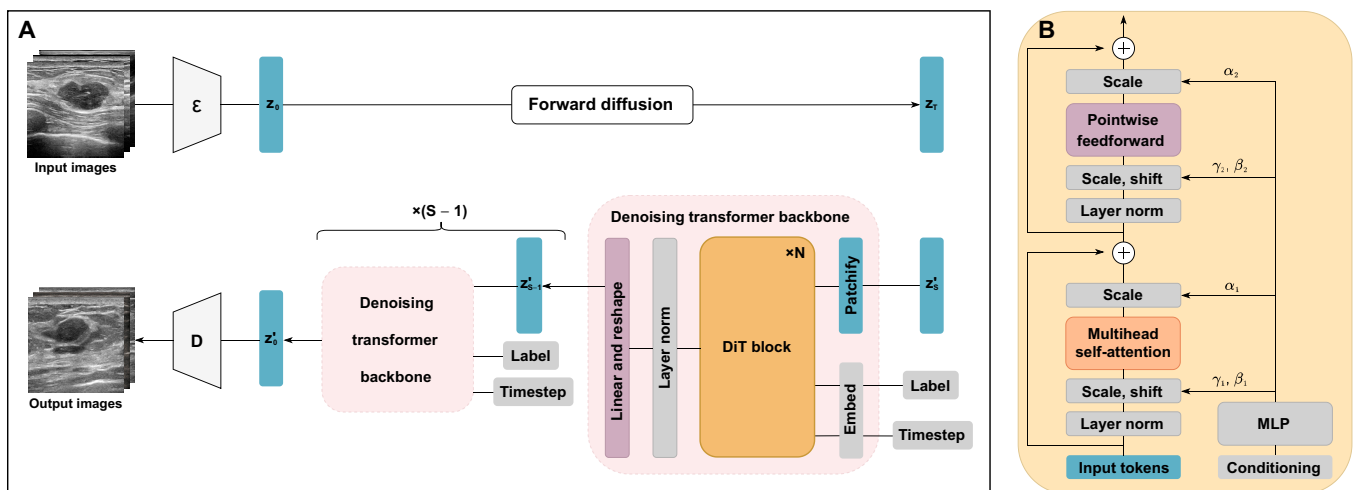 A
ε
z₀
Forward diffusion
z_T
Input images
×(S – 1)
Denoising transformer backbone
×N
z'_{S–1}
Linear and reshape
Layer norm
DiT block
Patchify
z'_S
Denoising
transformer
backbone
D
z'₀
Label
Timestep
Embed
Label
Timestep
Output images
B
Scale
α₂
Pointwise
feedforward
Scale, shift
γ₂, β₂
Layer norm
Scale
α₁
Multihead
self-attention
Scale, shift
γ₁, β₁
Layer norm
MLP
Input tokens
Conditioning